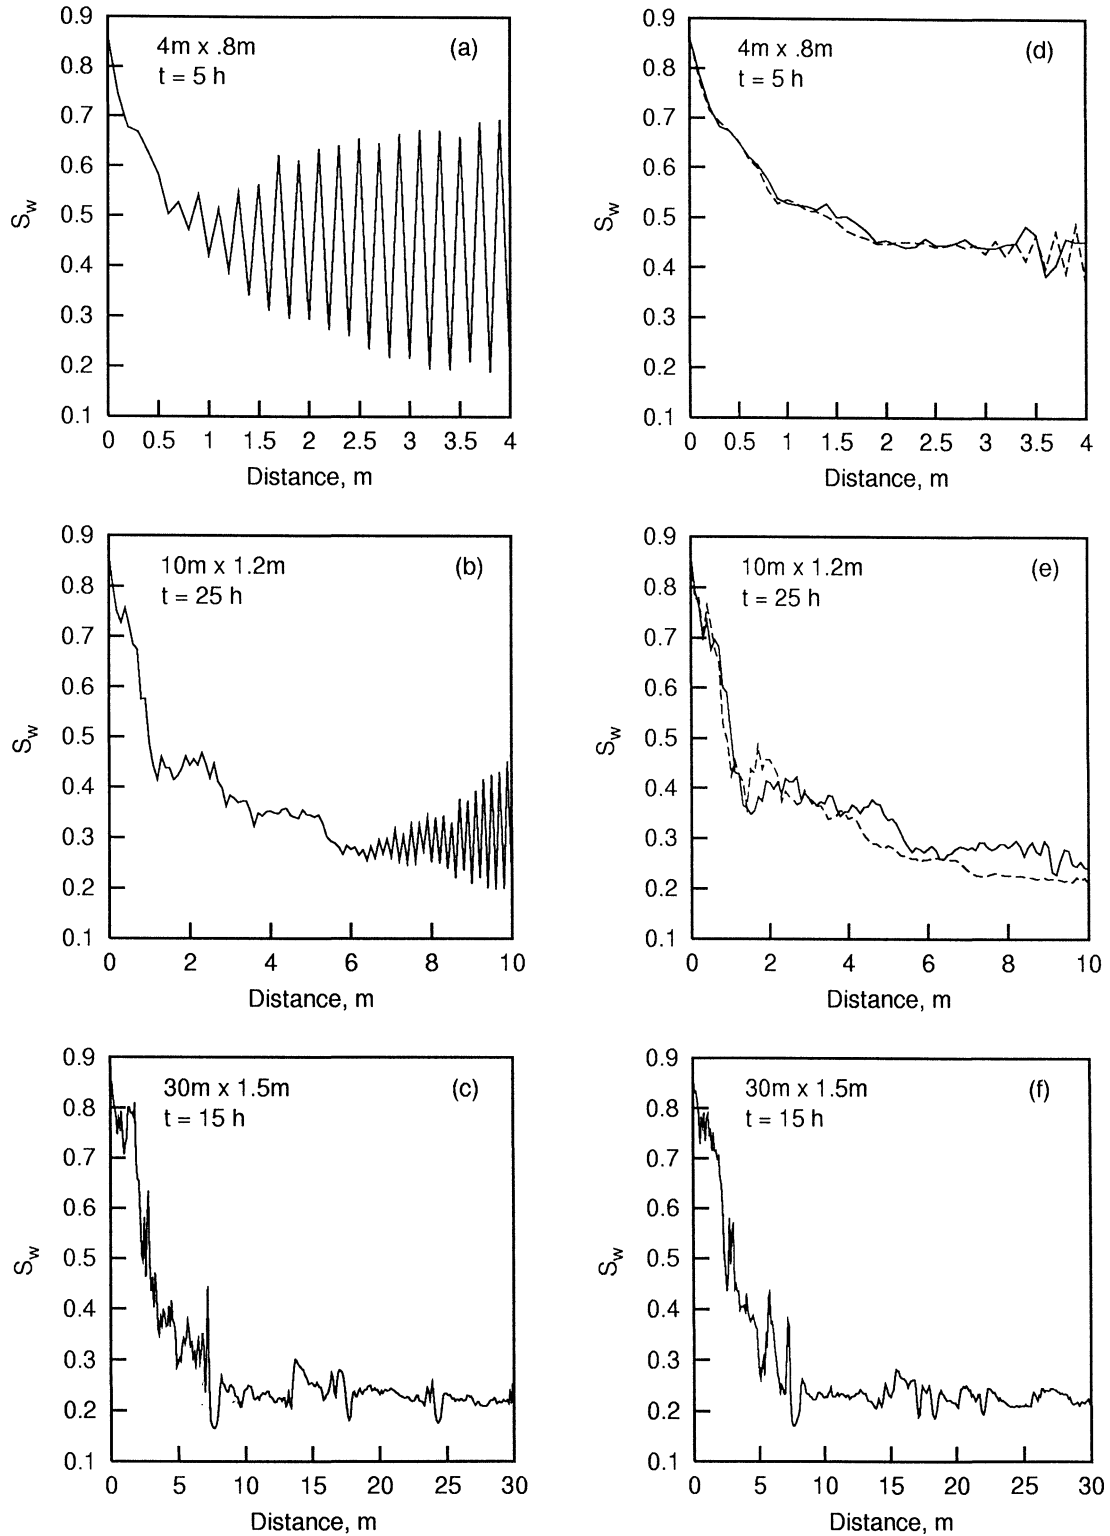 4m x .8m
(a)
t = 5 h
S_w
0.9
0.8
0.7
0.6
0.5
0.4
0.3
0.2
0.1
0 0.5 1 1.5 2 2.5 3 3.5 4
Distance, m
4m x .8m
(d)
t = 5 h
S_w
0.9
0.8
0.7
0.6
0.5
0.4
0.3
0.2
0.1
0 0.5 1 1.5 2 2.5 3 3.5 4
Distance, m
10m x 1.2m
(b)
t = 25 h
S_w
0.9
0.8
0.7
0.6
0.5
0.4
0.3
0.2
0.1
0 2 4 6 8 10
Distance, m
10m x 1.2m
(e)
t = 25 h
S_w
0.9
0.8
0.7
0.6
0.5
0.4
0.3
0.2
0.1
0 2 4 6 8 10
Distance, m
30m x 1.5m
(c)
t = 15 h
S_w
0.9
0.8
0.7
0.6
0.5
0.4
0.3
0.2
0.1
0 5 10 15 20 25 30
Distance, m
30m x 1.5m
(f)
t = 15 h
S_w
0.9
0.8
0.7
0.6
0.5
0.4
0.3
0.2
0.1
0 5 10 15 20 25 30
Distance, m